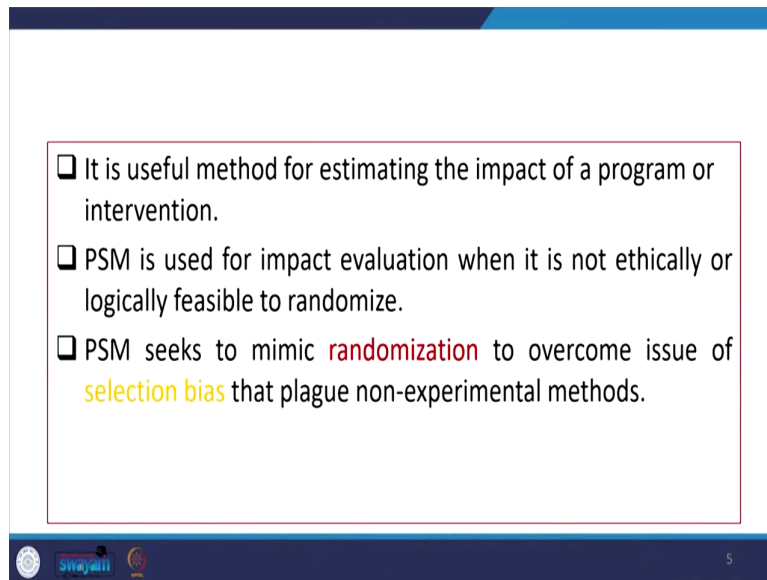 It is useful method for estimating the impact of a program or
intervention.
PSM is used for impact evaluation when it is not ethically or
logically feasible to randomize.
PSM seeks to mimic randomization to overcome issue of
selection bias that plague non-experimental methods.
swayam
5